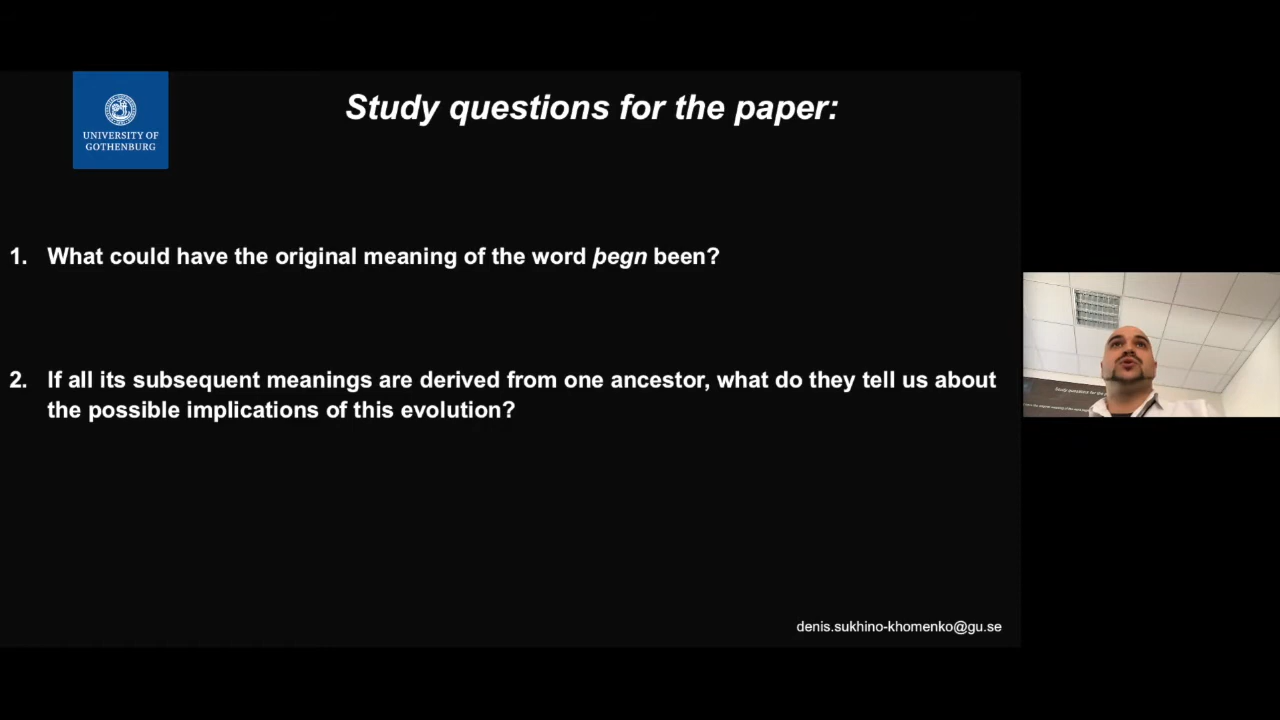 UNIVERSITY OF
GOTHENBURG
Study questions for the paper:
1. What could have the original meaning of the word þegn been?
2. If all its subsequent meanings are derived from one ancestor, what do they tell us about
the possible implications of this evolution?
denis.sukhino-khomenko@gu.se